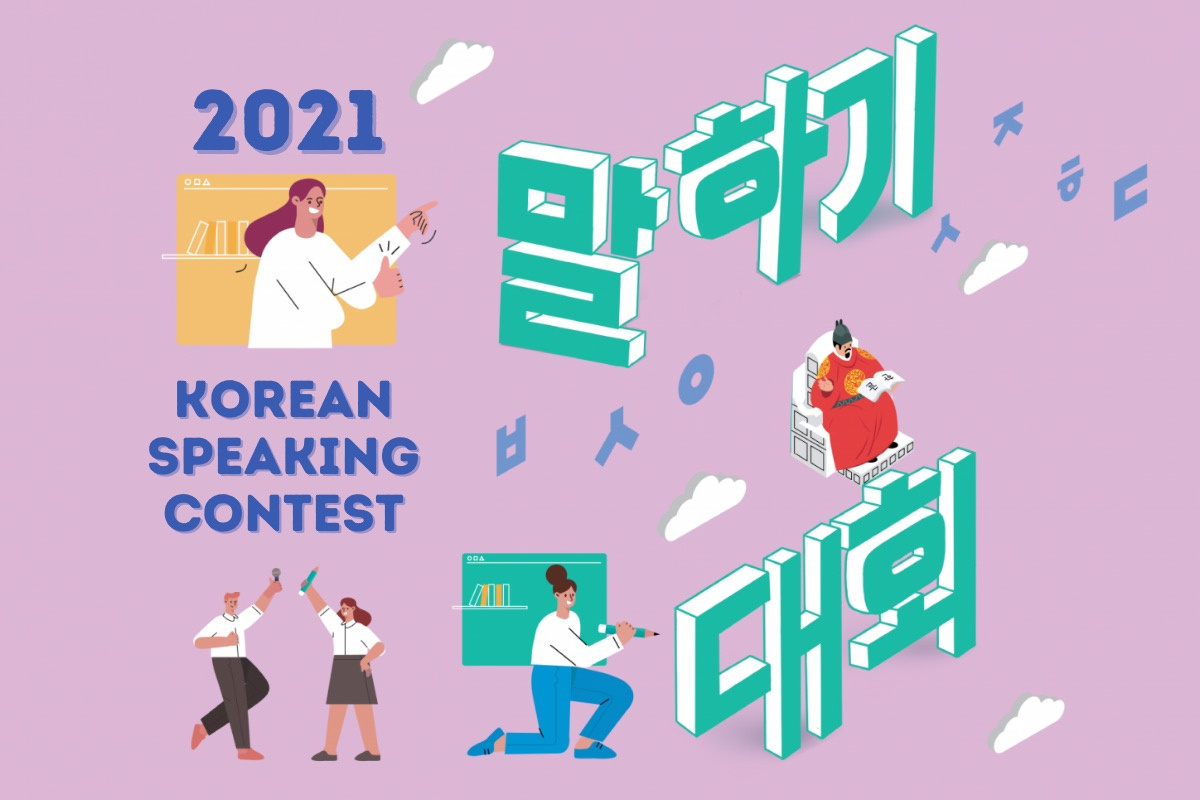 2021
KOREAN
SPEAKING
CONTEST
말하기
대회
ㅈ
ㅎ
ㄷ
ㅅ
ㅇ
ㅂ
ㅅ